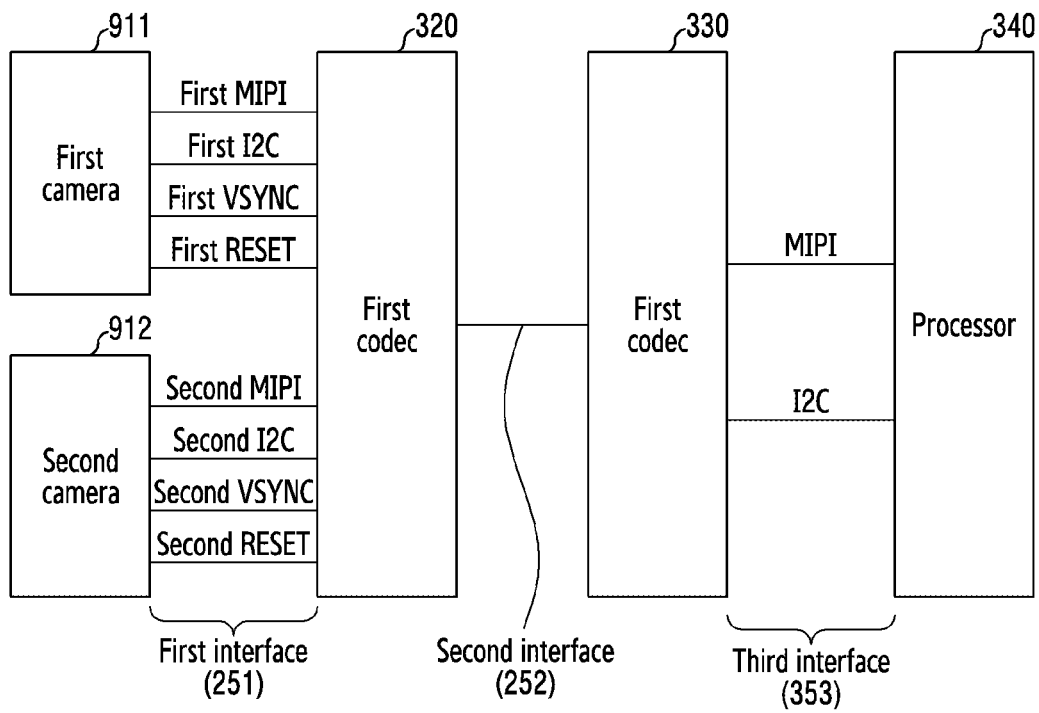 911
320
330
340
First MIPI
First I2C
First VSYNC
First RESET
First
camera
912
Second MIPI
Second I2C
Second VSYNC
Second RESET
Second
camera
First
codec
First
codec
MIPI
I2C
Processor
First interface
(251)
Second interface
(252)
Third interface
(353)